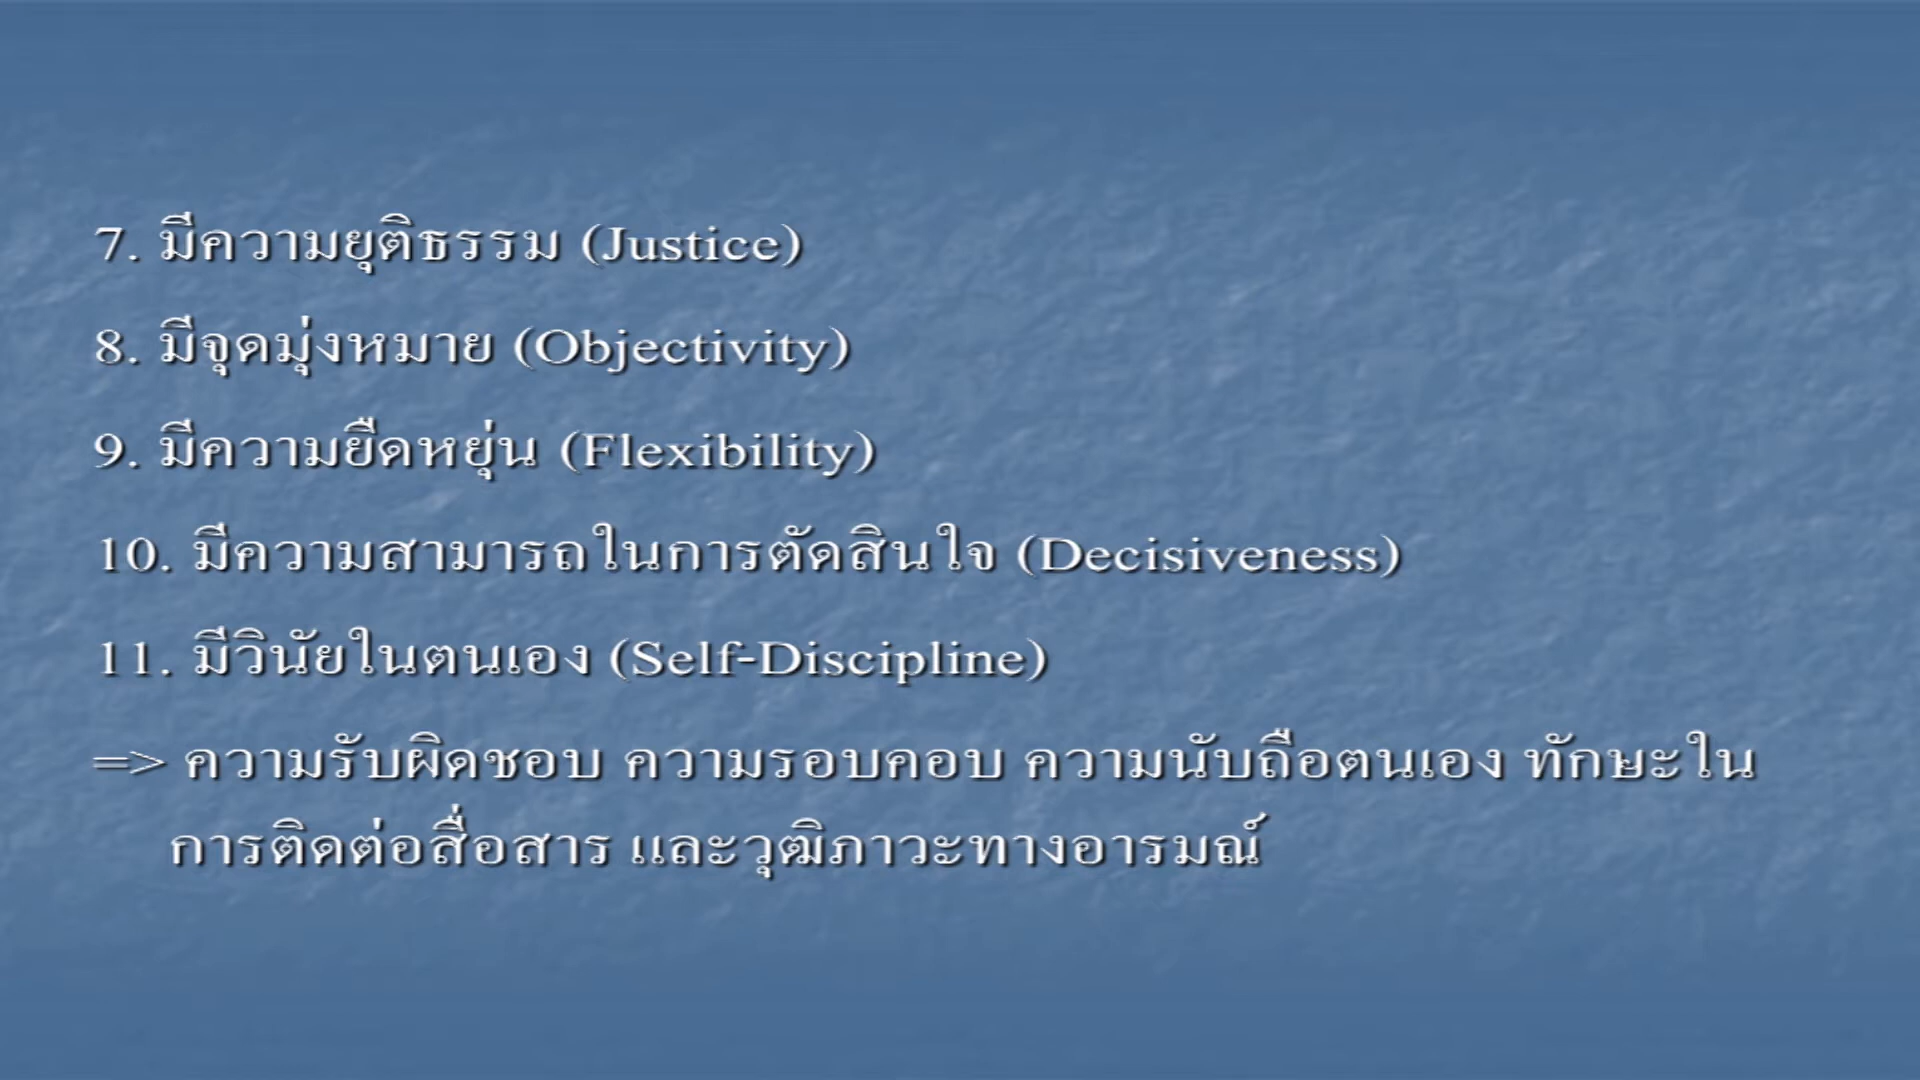 7. มีความยุติธรรม (Justice)
8. มีจุดมุ่งหมาย (Objectivity)
9. มีความยืดหยุ่น (Flexibility)
10. มีความสามารถในการตัดสินใจ (Decisiveness)
11. มีวินัยในตนเอง (Self-Discipline)
=> ความรับผิดชอบ ความรอบคอบ ความนับถือตนเอง ทักษะใน
การติดต่อสื่อสาร และวุฒิภาวะทางอารมณ์